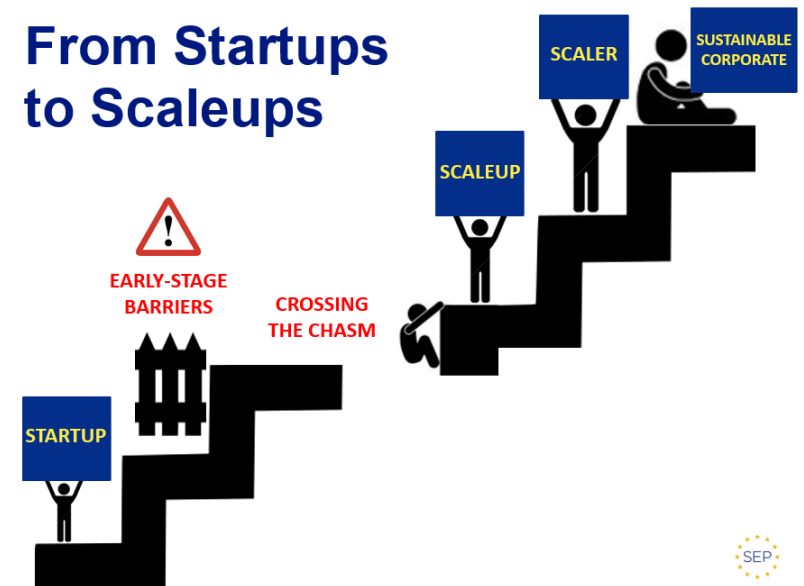 From Startups
to Scaleups
SCALER
SUSTAINABLE
CORPORATE
SCALEUP
!
EARLY-STAGE
BARRIERS
CROSSING
THE CHASM
STARTUP
SEP